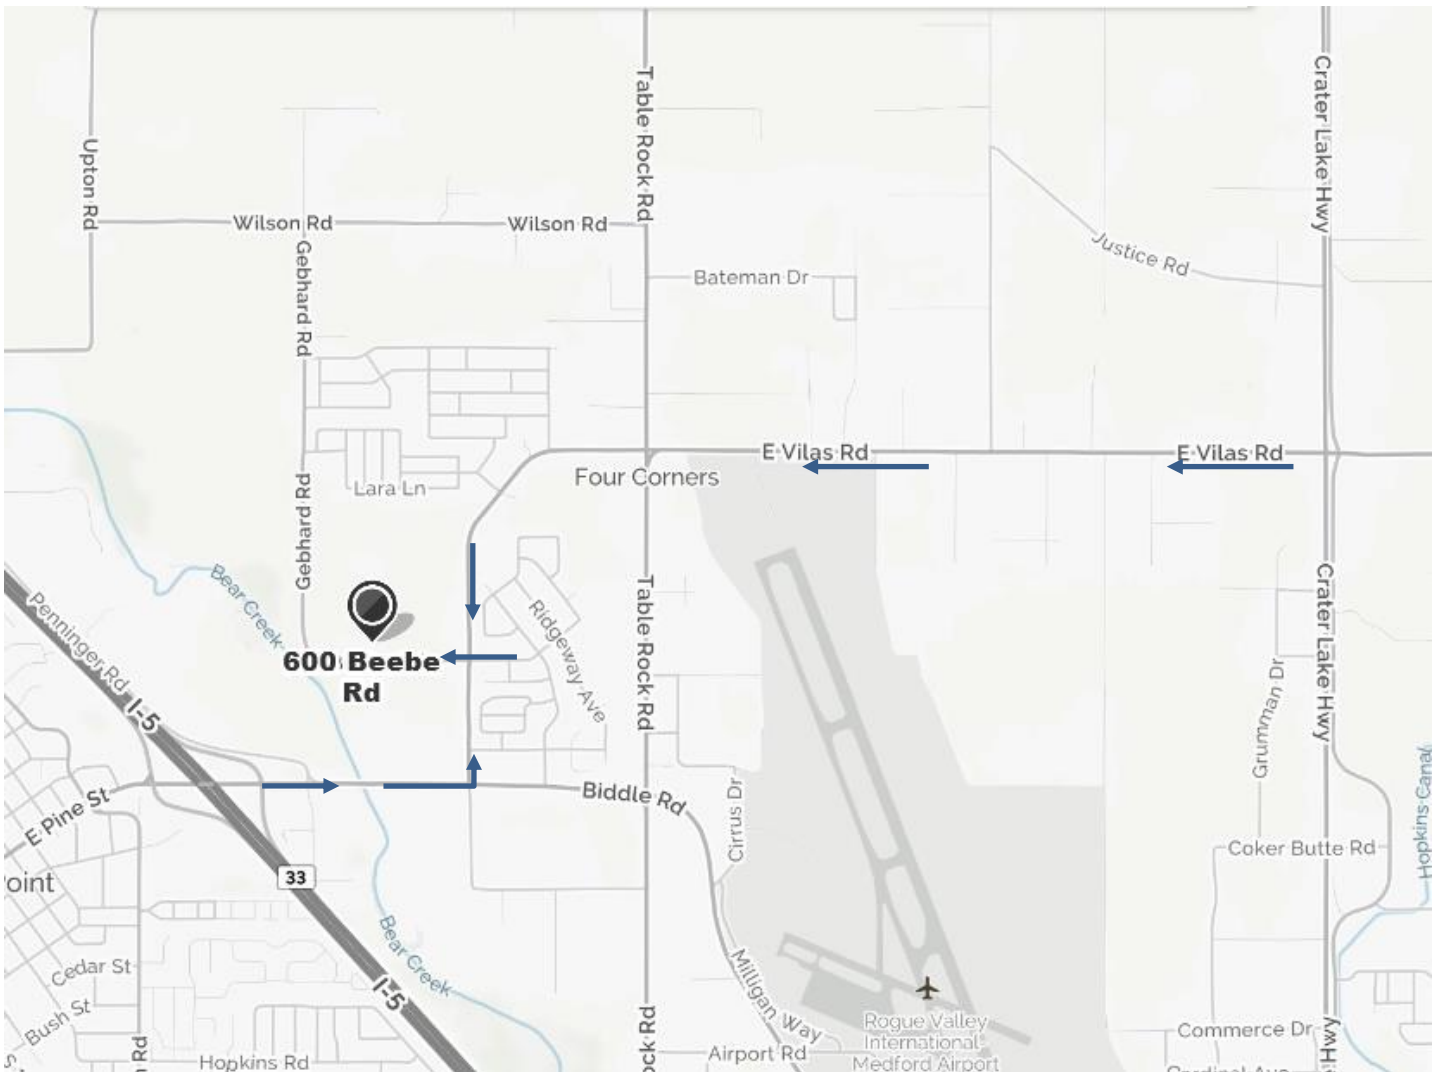 Upton Rd
Table Rock Rd
Crater Lake Hwy
Wilson Rd
Wilson Rd
Gebhard Rd
Bateman Dr
Justice Rd
E Vilas Rd
E Vilas Rd
Four Corners
Lara Ln
Gebhard Rd
Bear Creek
Penninger Rd
I-5
600 Beebe
Rd
Ridgeway Ave
Table Rock Rd
Crater Lake Hwy
Grumman Dr
E Pine St
Biddle Rd
Cirrus Dr
Hopkins Canal
Coker Butte Rd
oint
33
Bear Creek
I-5
Cedar St
Bush St
Hopkins Rd
Rd
ock Rd
Milligan Way
Airport Rd
Rogue Valley
International
Medford Airport
Commerce Dr
Hwy